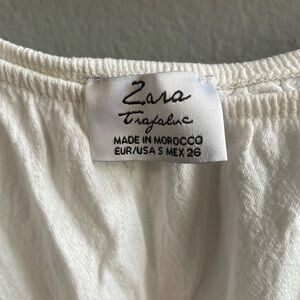 Zara
Trafaluc
MADE IN MOROCCO
EUR/USA S MEX 26